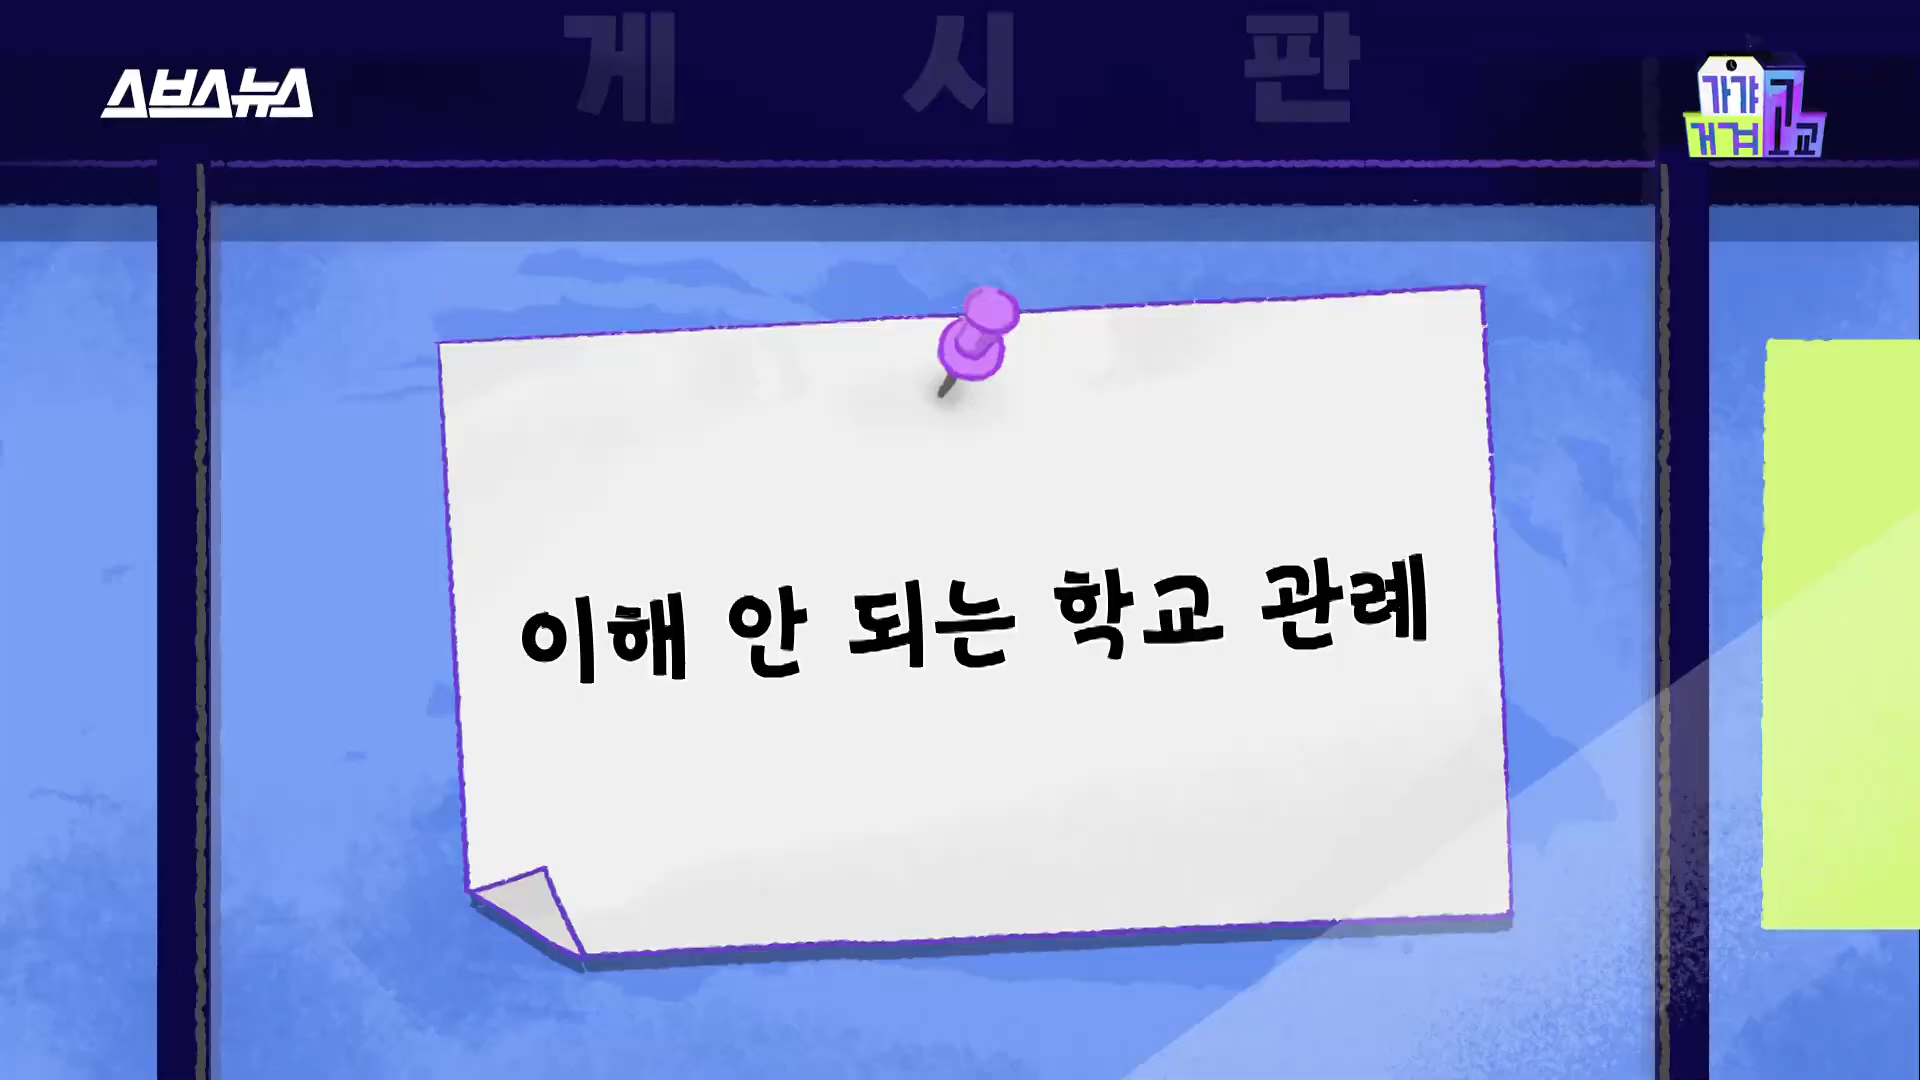 게시판
스브스뉴스
가갸
거겨고교
이해 안 되는 학교 관례